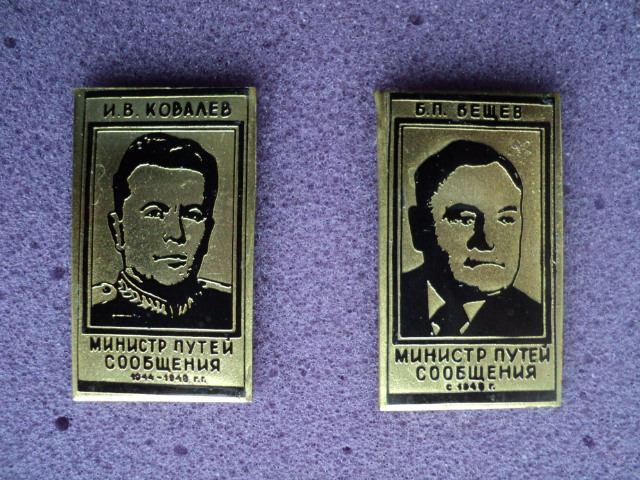 И.В. КОВАЛЕВ
МИНИСТР ПУТЕЙ
СООБЩЕНИЯ
1944-1948 г.г.
Б.П. БЕЩЕВ
МИНИСТР ПУТЕЙ
СООБЩЕНИЯ
с 1948 г.